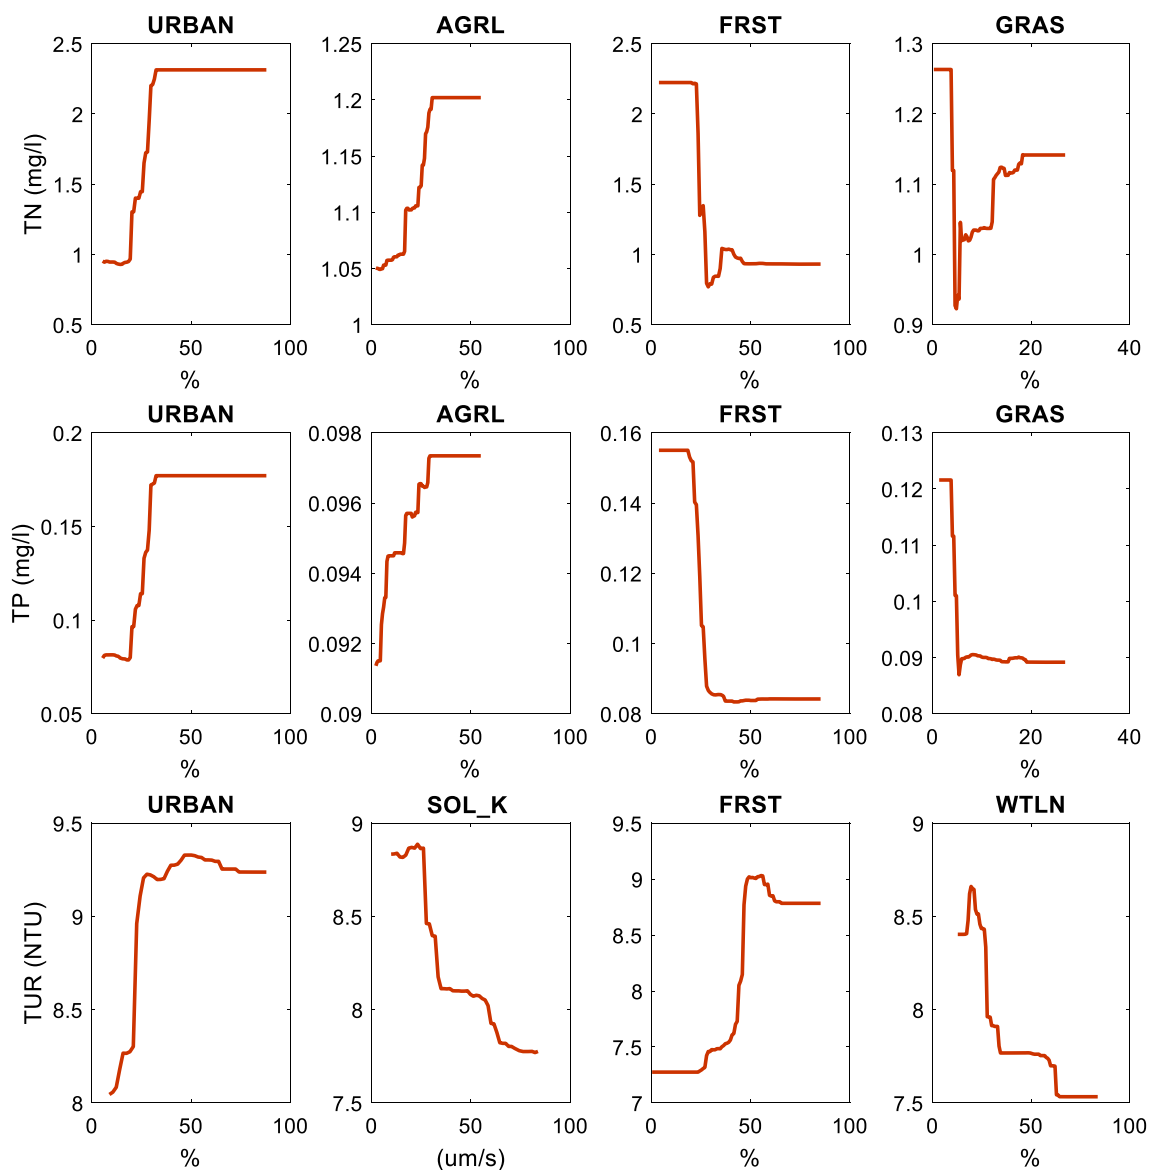 URBAN AGRL FRST GRAS
2.5 1.25 2.5 1.3
2 1.2 2 1.2
1.5 1.15 1.5 1.1
1 1.1 1 1
0.5 1.05 0.5 0.9
1
TN (mg/l)
0 50 100 0 50 100 0 50 100 0 20 40
% % % %
URBAN AGRL FRST GRAS
0.2 0.098 0.16 0.13
0.15 0.096 0.14 0.12
0.1 0.094 0.12 0.11
0.05 0.092 0.1 0.1
0.09 0.08 0.09
0.08
TP (mg/l)
0 50 100 0 50 100 0 50 100 0 20 40
% % % %
URBAN SOL_K FRST WTLN
9.5 9 9.5 9
9 8.5 9 8.5
8.5 8 8.5 8
8 7.5 8 7.5
7.5
7
TUR (NTU)
0 50 100 0 50 100 0 50 100 0 50 100
% (um/s) % %